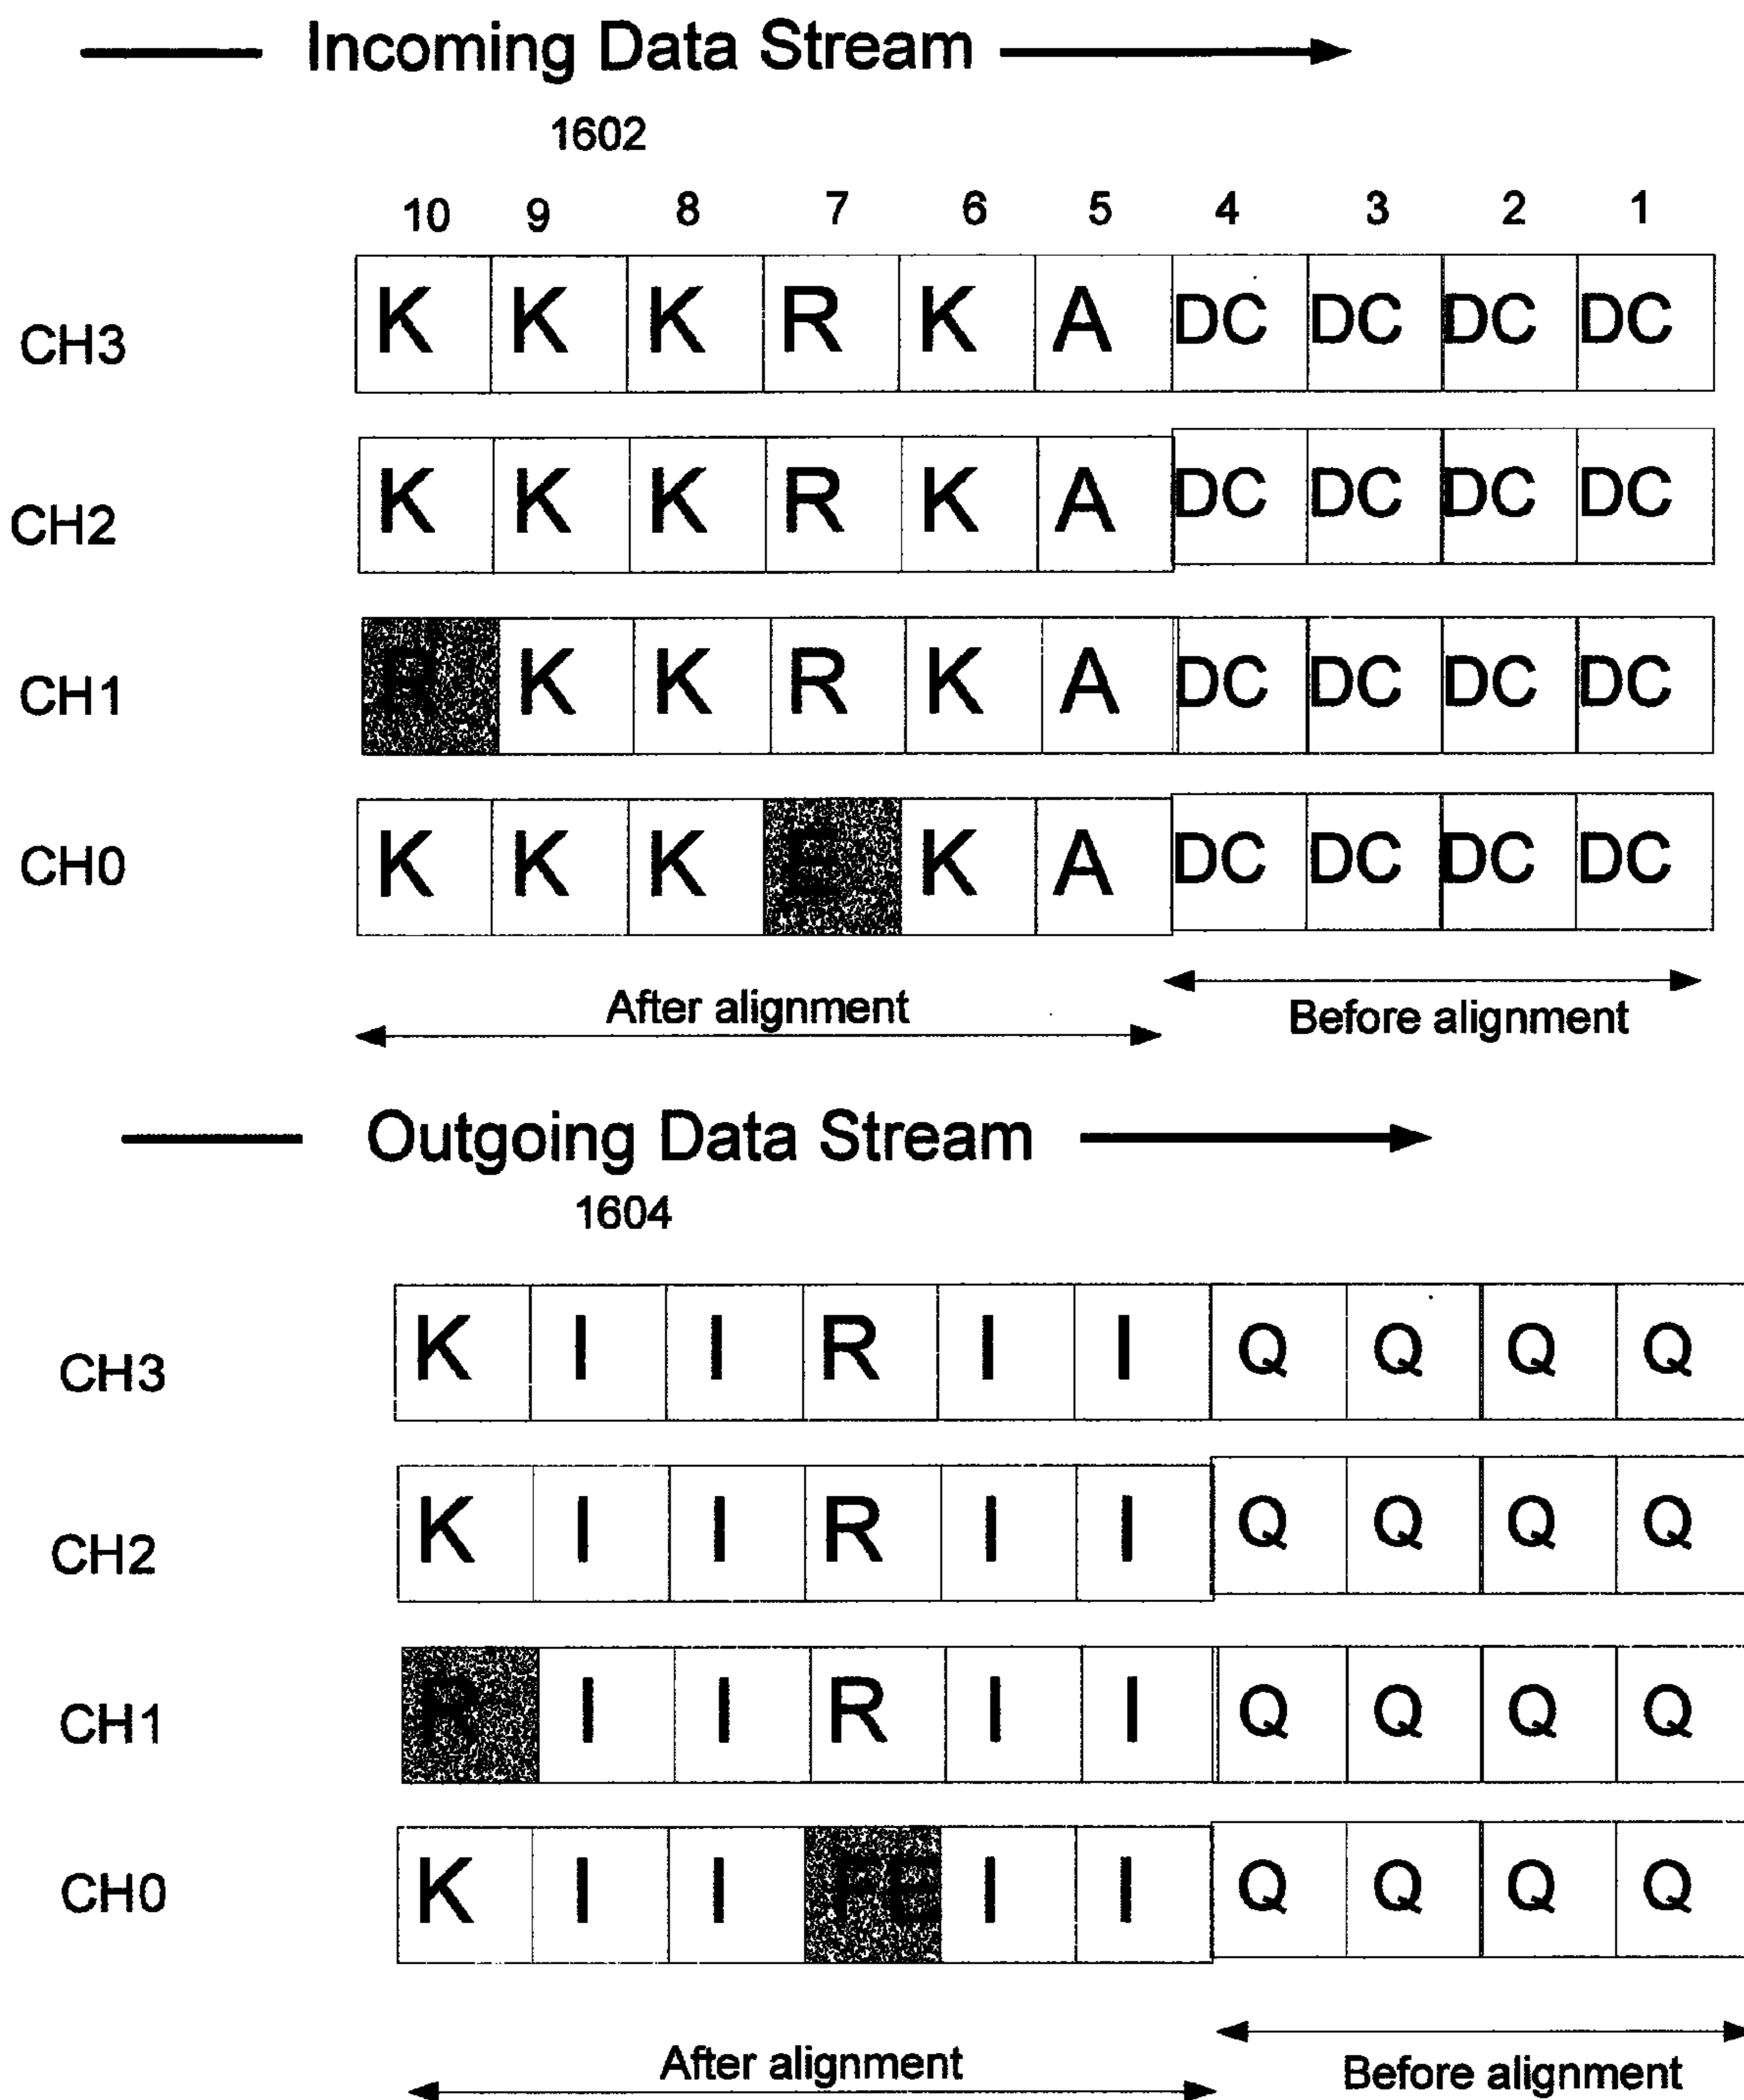 Incoming Data Stream
1602
10 9 8 7 6 5 4 3 2 1
CH3 K K K R K A DC DC DC DC
CH2 K K K R K A DC DC DC DC
CH1 R K K R K A DC DC DC DC
CH0 K K K E K A DC DC DC DC
After alignment Before alignment
Outgoing Data Stream
1604
CH3 K I I R I I Q Q Q Q
CH2 K I I R I I Q Q Q Q
CH1 R I I R I I Q Q Q Q
CH0 K I I FE I I Q Q Q Q
After alignment Before alignment